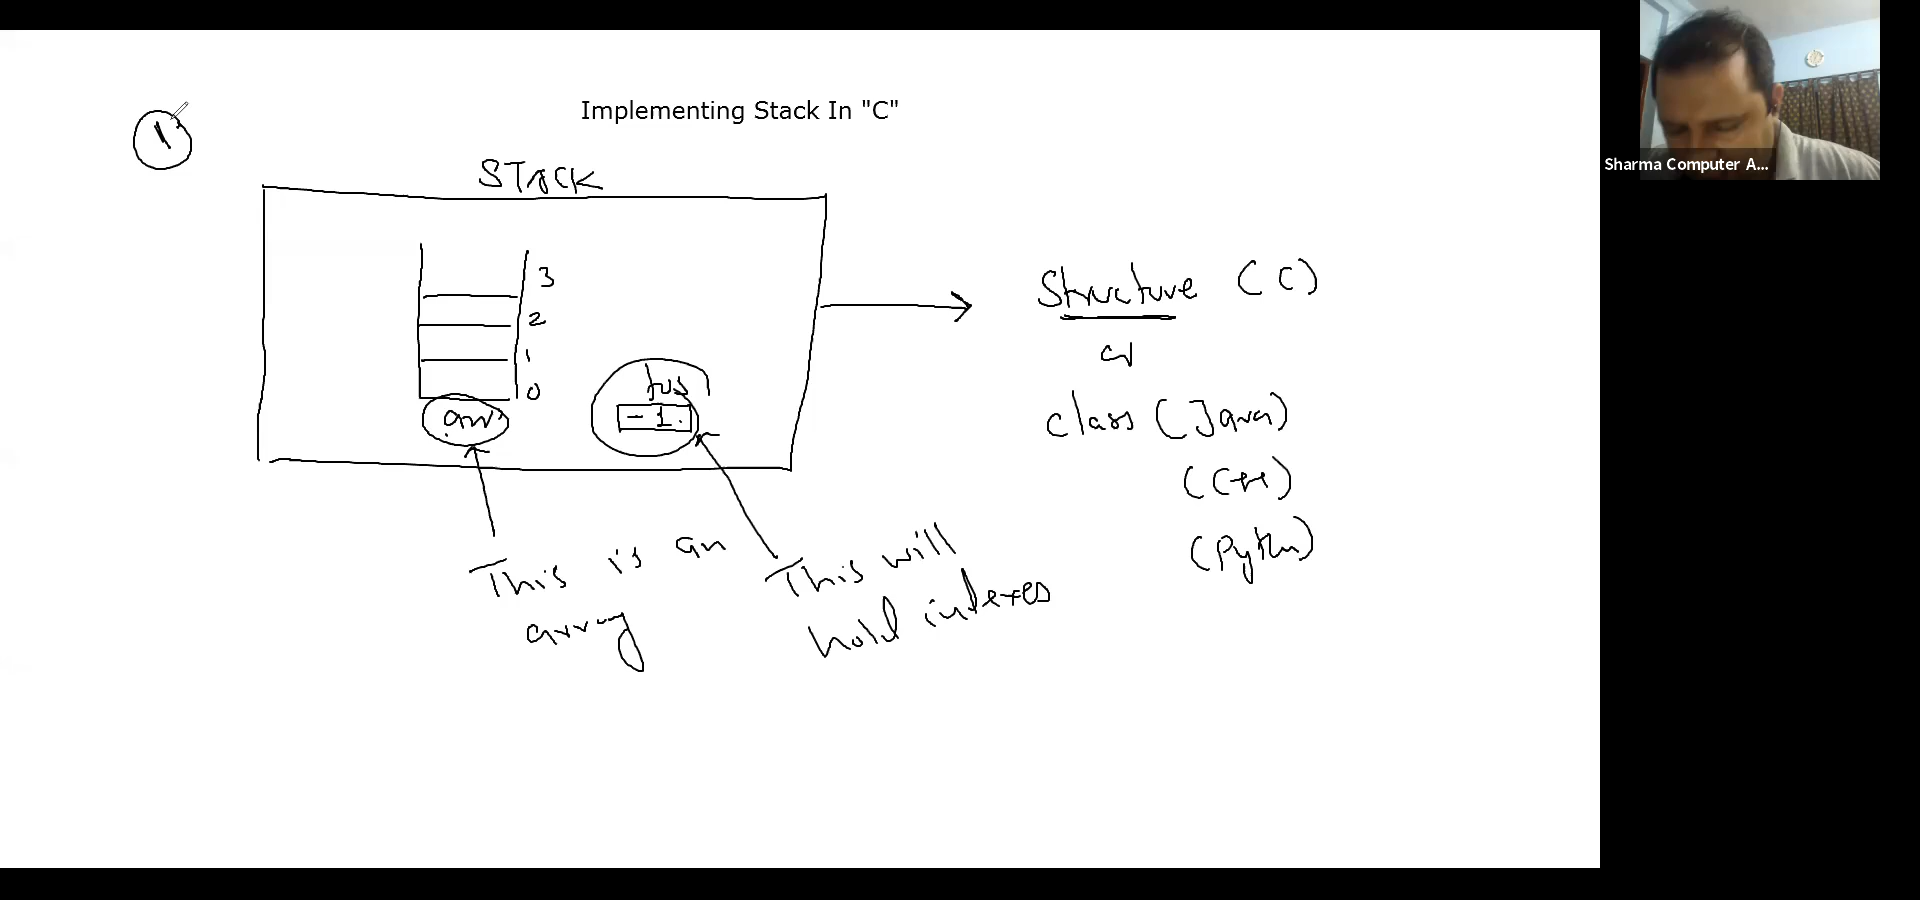 Implementing Stack In "C"
1
STACK
3
2
1
0
arr
-1
Structure (C)
or
class (Java)
(C++)
(Python)
This is an
array
This will
hold indexes
Sharma Computer A...